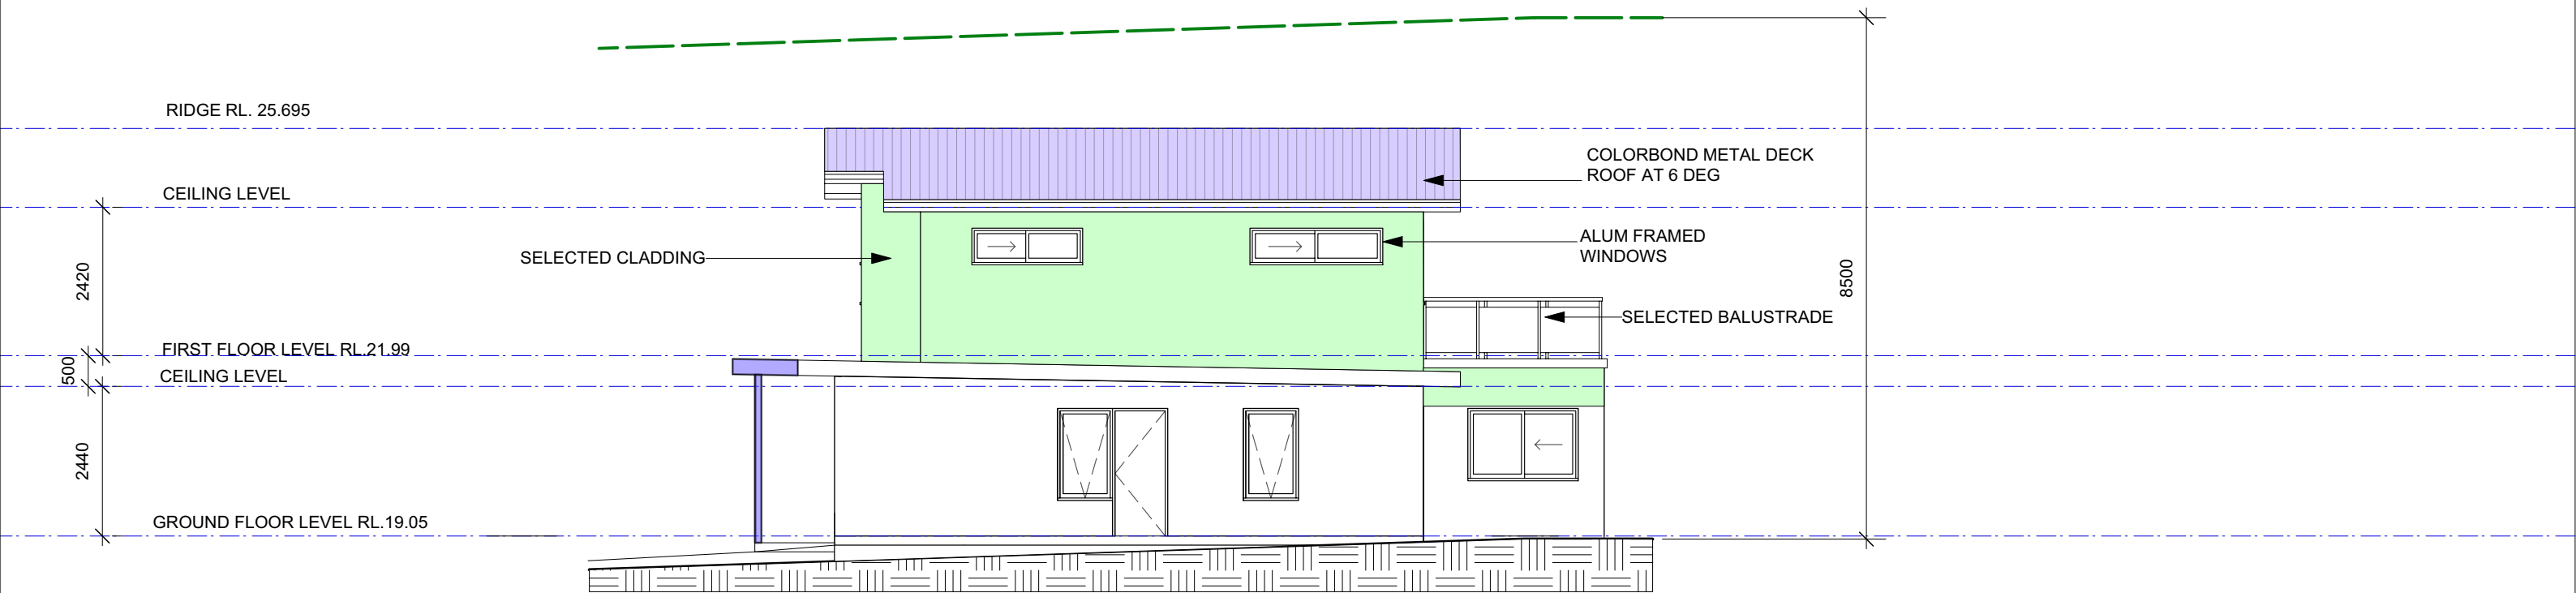 RIDGE RL. 25.695
COLORBOND METAL DECK
ROOF AT 6 DEG
CEILING LEVEL
ALUM FRAMED
WINDOWS
SELECTED CLADDING
2420
8500
SELECTED BALUSTRADE
FIRST FLOOR LEVEL RL.21.99
500
CEILING LEVEL
2440
GROUND FLOOR LEVEL RL.19.05